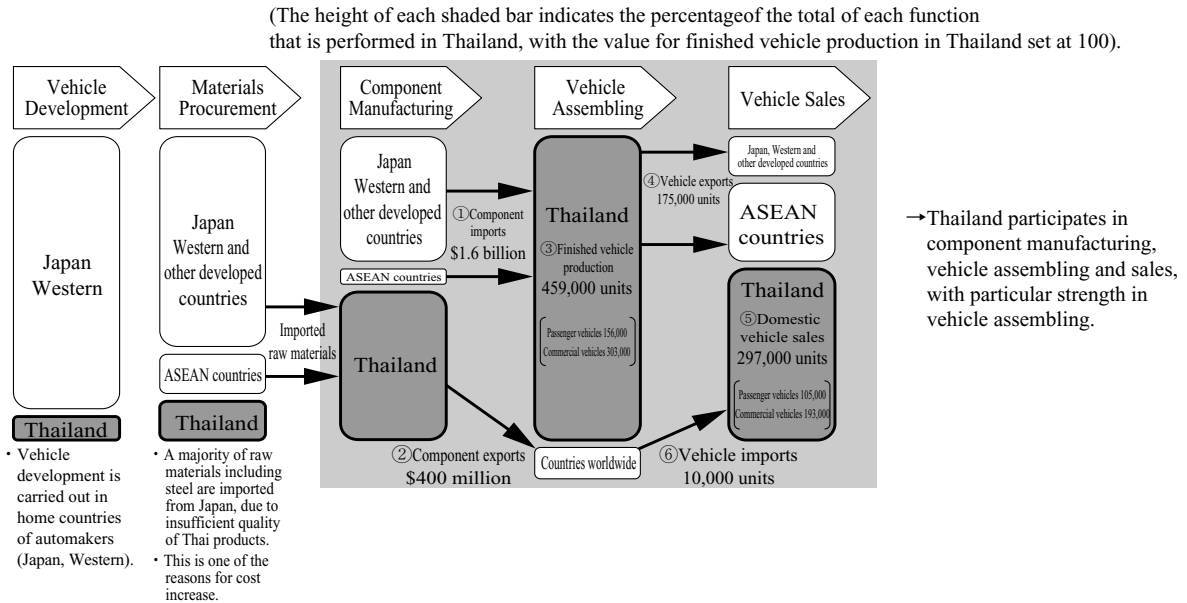 (The height of each shaded bar indicates the percentageof the total of each function
that is performed in Thailand, with the value for finished vehicle production in Thailand set at 100).
Vehicle
Development
Materials
Procurement
Component
Manufacturing
Vehicle
Assembling
Vehicle Sales
Japan
Western
Thailand
・Vehicle
development is
carried out in
home countries
of automakers
(Japan, Western).
Japan
Western and
other developed
countries
ASEAN countries
Thailand
・A majority of raw
materials including
steel are imported
from Japan, due to
insufficient quality
of Thai products.
・This is one of the
reasons for cost
increase.
Imported
raw materials
Japan
Western and
other developed
countries
ASEAN countries
Thailand
①Component
imports
$1.6 billion
②Component exports
$400 million
Thailand
③Finished vehicle
production
459,000 units
Passenger vehicles 156,000
Commercial vehicles 303,000
Countries worldwide
④Vehicle exports
175,000 units
⑥Vehicle imports
10,000 units
Japan, Western and
other developed countries
ASEAN
countries
Thailand
⑤Domestic
vehicle sales
297,000 units
Passenger vehicles 105,000
Commercial vehicles 193,000
→Thailand participates in
component manufacturing,
vehicle assembling and sales,
with particular strength in
vehicle assembling.